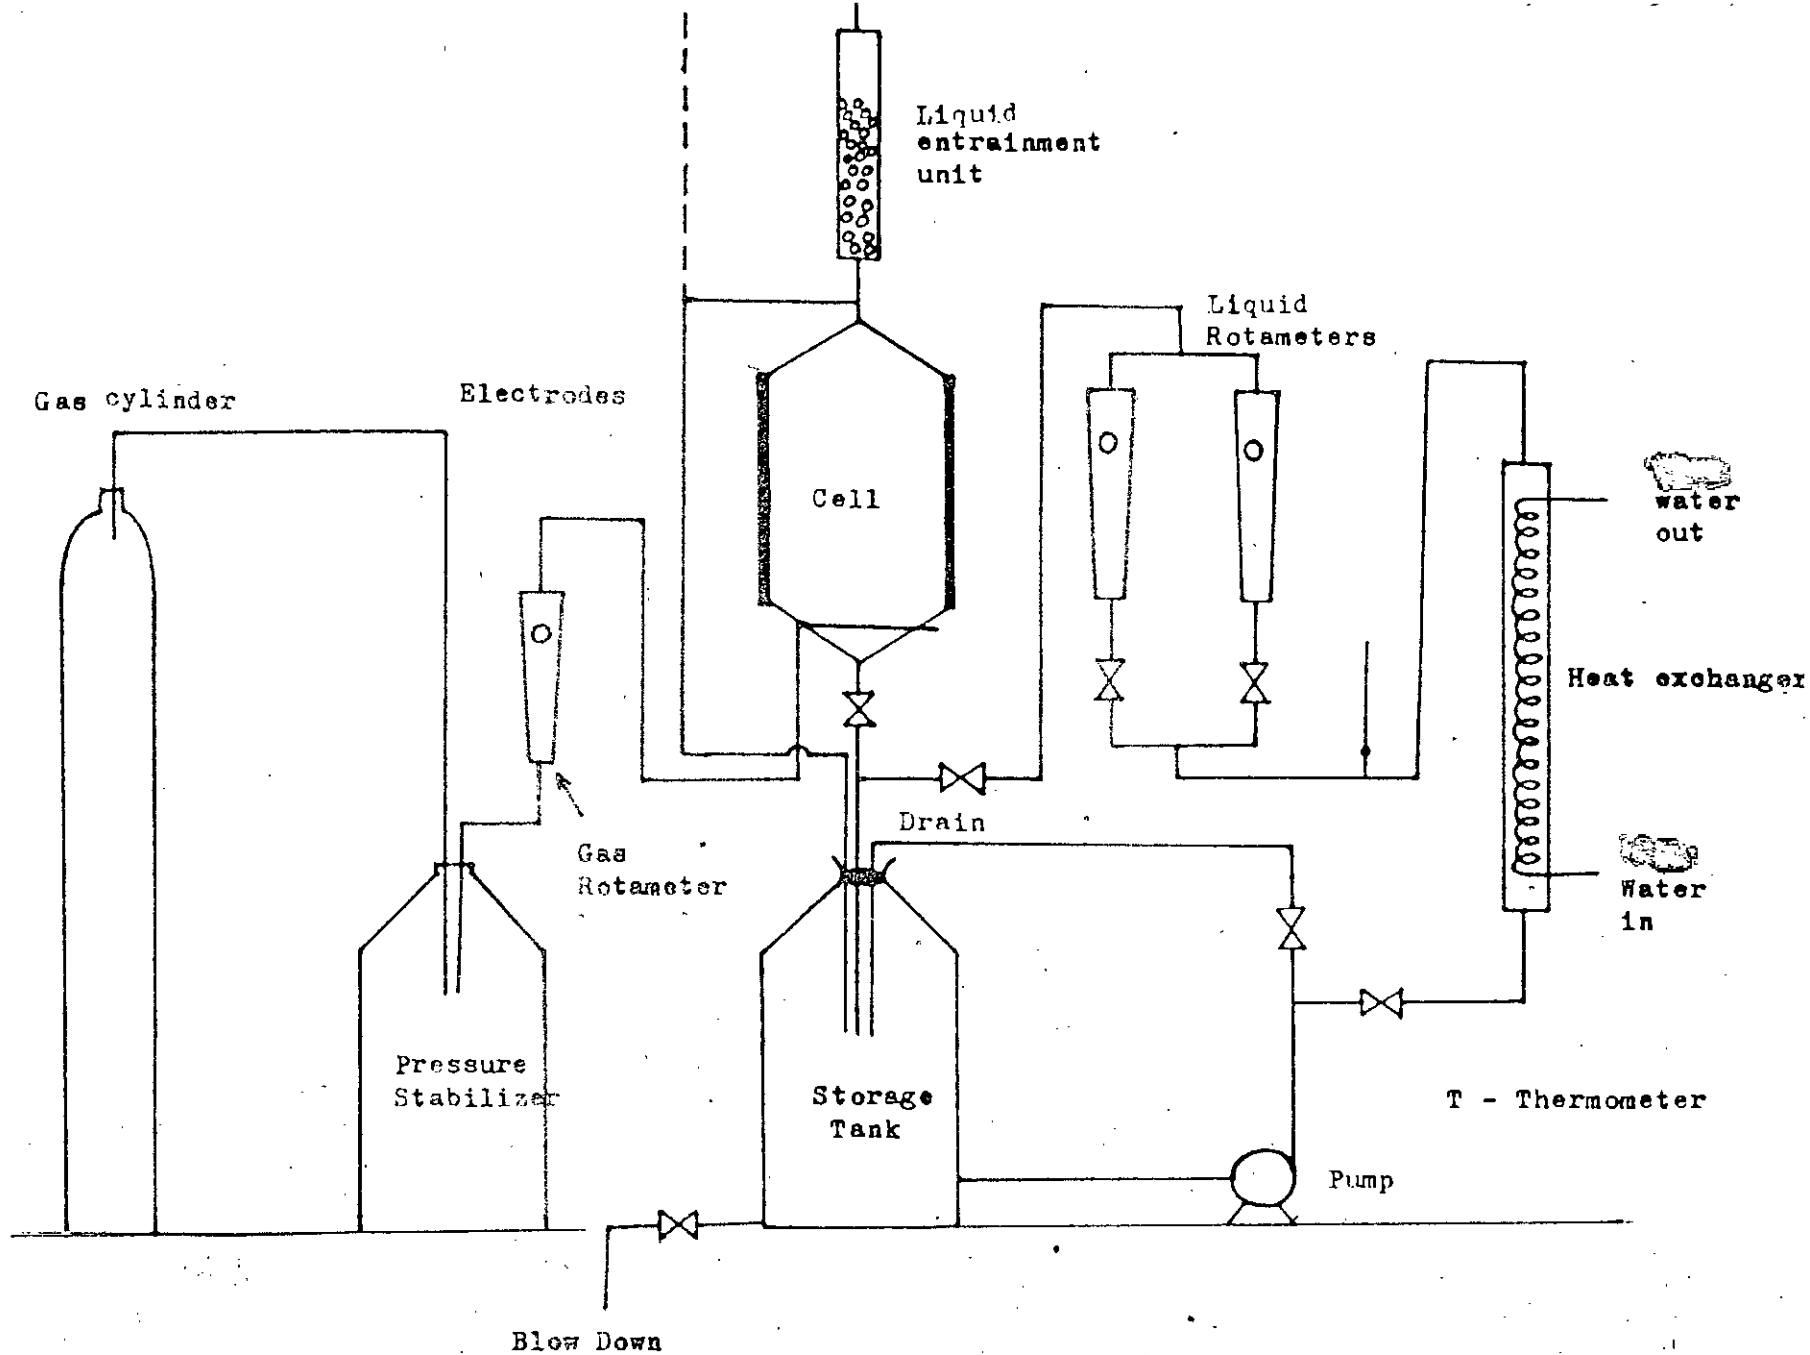 Liquid
entrainment
unit
Liquid
Rotameters
Gas cylinder
Electrodes
Cell
water
out
Heat exchanger
Drain
Gas
Rotameter
Water
in
Pressure
Stabilizer
Storage
Tank
T - Thermometer
Pump
Blow Down